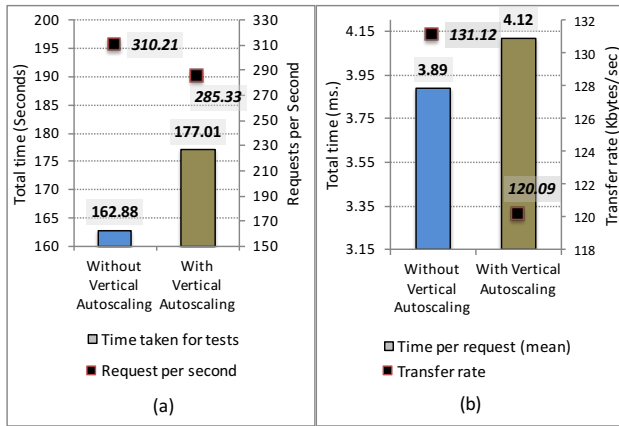 200
195
190
185
180
175
170
165
160
Total time (Seconds)
330
310
290
270
250
230
210
190
170
150
Requests per Second
310.21
285.33
177.01
162.88
Without
Vertical
Autoscaling
With
Vertical
Autoscaling
Time taken for tests
Request per second
(a)
4.15
3.95
3.75
3.55
3.35
3.15
Total time (ms.)
132
130
128
126
124
122
120
118
Transfer rate (Kbytes/sec)
4.12
131.12
3.89
120.09
Without
Vertical
Autoscaling
With Vertical
Autoscaling
Time per request (mean)
Transfer rate
(b)